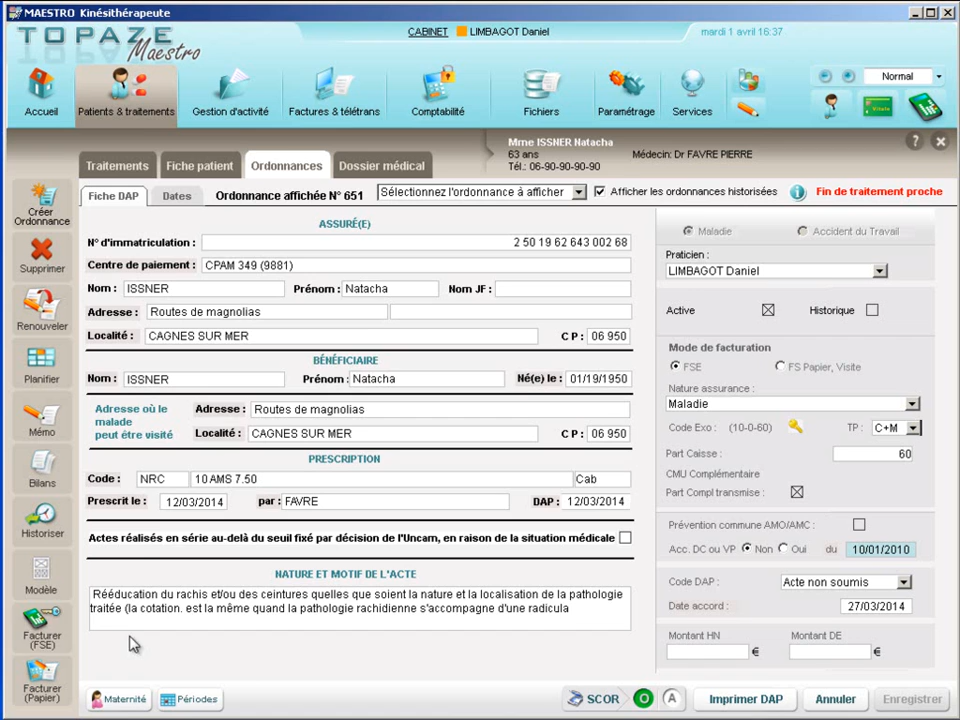 MAESTRO Kinésithérapeute
TOPAZE
Maestro
CABINET LIMBAGOT Daniel
mardi 1 avril 16:37
Accueil
Patients & traitements
Gestion d'activité
Factures & télétrans
Comptabilité
Fichiers
Paramétrage
Services
Normal
Vitale
Mme ISSNER Natacha
63 ans
Tél.: 06-90-90-90-90
Médecin: Dr FAVRE PIERRE
Traitements
Fiche patient
Ordonnances
Dossier médical
Fiche DAP
Dates
Ordonnance affichée N° 651
Sélectionnez l'ordonnance à afficher
Afficher les ordonnances historisées
Fin de traitement proche
Créer
Ordonnance
Supprimer
Renouveler
Planifier
Mémo
Bilans
Historiser
Modèle
Facturer
(FSE)
Facturer
(Papier)
ASSURÉ(E)
N° d'immatriculation : 2 50 19 62 643 002 68
Centre de paiement : CPAM 349 (9881)
Nom : ISSNER Prénom : Natacha Nom JF :
Adresse : Routes de magnolias
Localité : CAGNES SUR MER C P : 06 950
BÉNÉFICIAIRE
Nom : ISSNER Prénom : Natacha Né(e) le : 01/19/1950
Adresse où le
malade
peut être visité
Adresse : Routes de magnolias
Localité : CAGNES SUR MER C P : 06 950
PRESCRIPTION
Code : NRC 10 AMS 7.50 Cab
Prescrit le : 12/03/2014 par : FAVRE DAP : 12/03/2014
Actes réalisés en série au-delà du seuil fixé par décision de l'Uncam, en raison de la situation médicale
NATURE ET MOTIF DE L'ACTE
Rééducation du rachis et/ou des ceintures quelles que soient la nature et la localisation de la pathologie
traitée (la cotation. est la même quand la pathologie rachidienne s'accompagne d'une radicula
Maladie
Accident du Travail
Praticien :
LIMBAGOT Daniel
Active Historique
Mode de facturation
FSE FS Papier, Visite
Nature assurance :
Maladie
Code Exo : (10-0-60) TP : C+M
Part Caisse : 60
CMU Complémentaire
Part Compl transmise :
Prévention commune AMO/AMC :
Acc. DC ou VP Non Oui du 10/01/2010
Code DAP : Acte non soumis
Date accord : 27/03/2014
Montant HN Montant DE
€ €
Maternité
Périodes
SCOR
O
A
Imprimer DAP
Annuler
Enregistrer